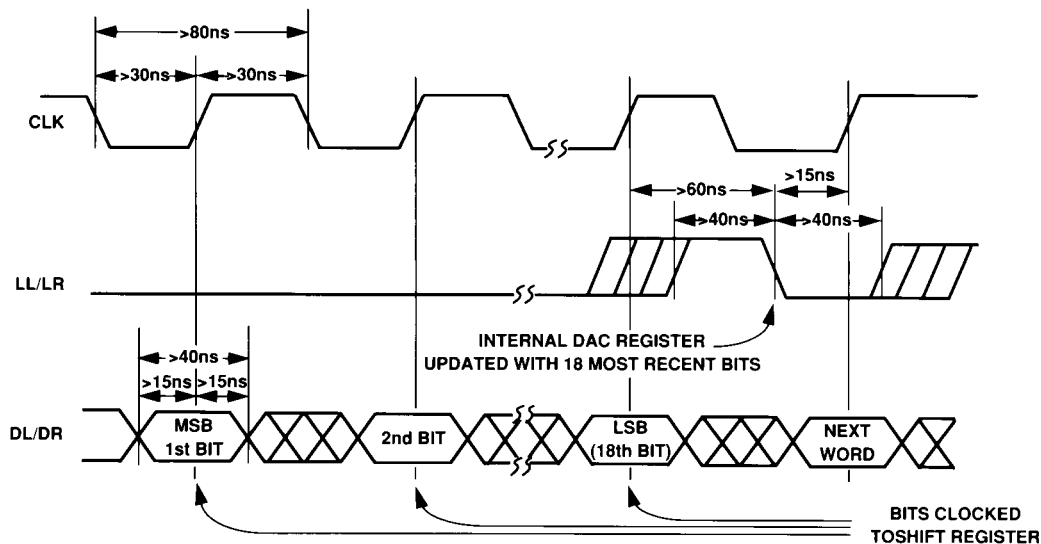 >80ns
>30ns >30ns
CLK
>15ns
>60ns
>40ns >40ns
LL/LR
INTERNAL DAC REGISTER
UPDATED WITH 18 MOST RECENT BITS
>40ns
>15ns >15ns
DL/DR
MSB
1st BIT
2nd BIT
LSB
(18th BIT)
NEXT
WORD
BITS CLOCKED
TOSHIFT REGISTER